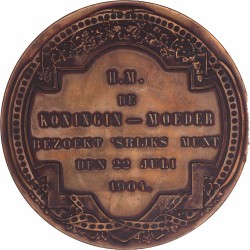 H.M.
DE
KONINGIN — MOEDER
BEZOEKT 'SRIJKS MUNT
DEN 22 JULI
1904.